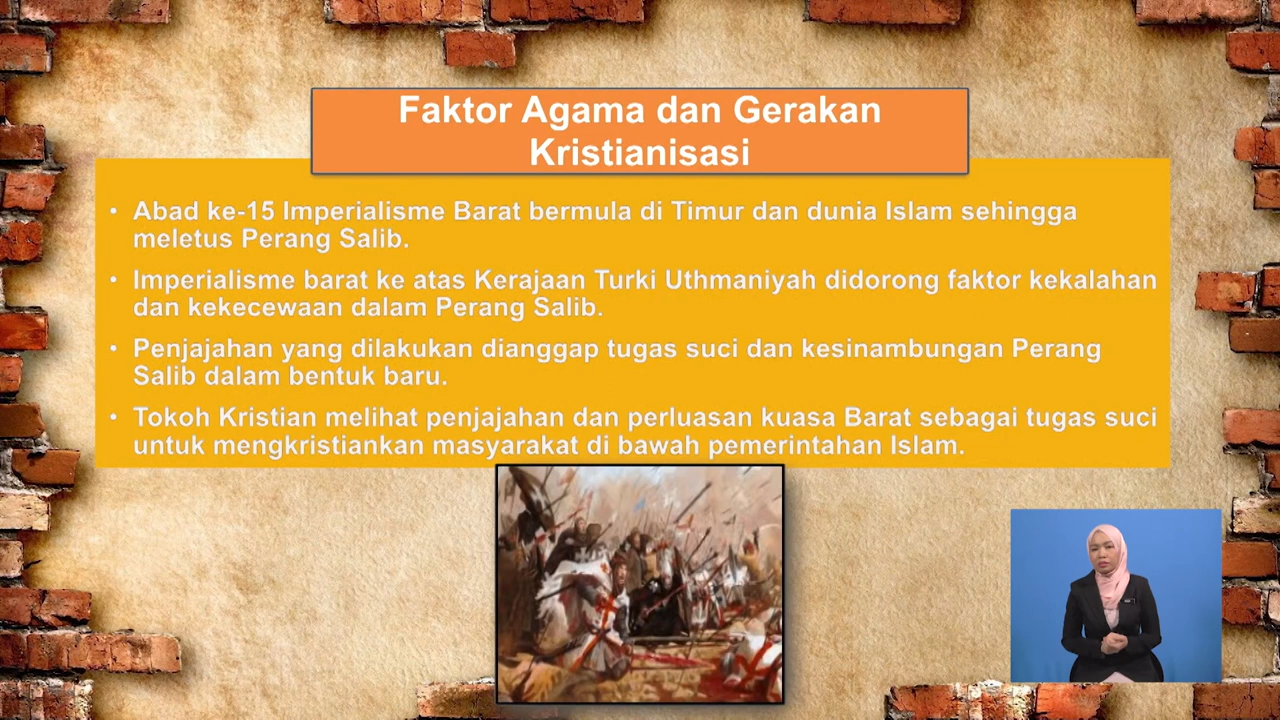 Faktor Agama dan Gerakan
Kristianisasi
• Abad ke-15 Imperialisme Barat bermula di Timur dan dunia Islam sehingga
meletus Perang Salib.
• Imperialisme barat ke atas Kerajaan Turki Uthmaniyah didorong faktor kekalahan
dan kekecewaan dalam Perang Salib.
• Penjajahan yang dilakukan dianggap tugas suci dan kesinambungan Perang
Salib dalam bentuk baru.
• Tokoh Kristian melihat penjajahan dan perluasan kuasa Barat sebagai tugas suci
untuk mengkristiankan masyarakat di bawah pemerintahan Islam.